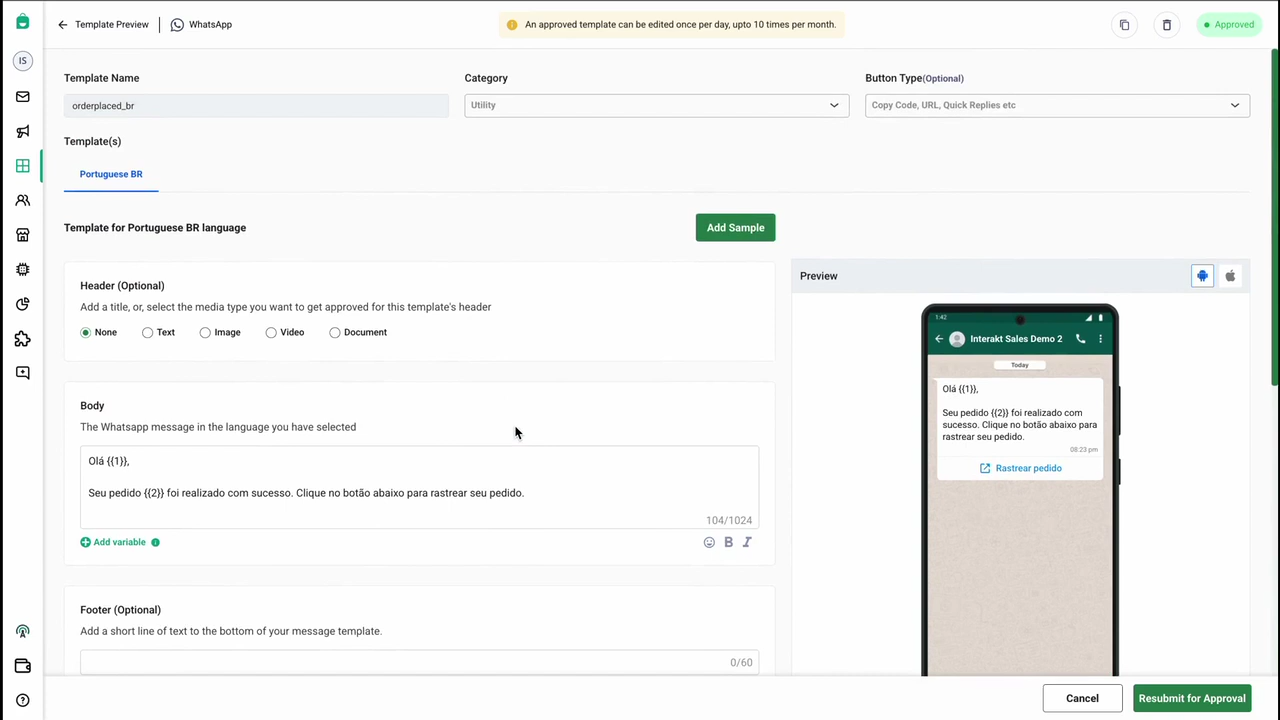 Template Preview
WhatsApp
An approved template can be edited once per day, upto 10 times per month.
Approved
IS
Template Name
Category
Button Type(Optional)
orderplaced_br
Utility
Copy Code, URL, Quick Replies etc
Template(s)
Portuguese BR
Template for Portuguese BR language
Add Sample
Header (Optional)
Add a title, or, select the media type you want to get approved for this template's header
None
Text
Image
Video
Document
Body
The Whatsapp message in the language you have selected
Olá {{1}},
Seu pedido {{2}} foi realizado com sucesso. Clique no botão abaixo para rastrear seu pedido.
104/1024
Add variable
B
I
Footer (Optional)
Add a short line of text to the bottom of your message template.
0/60
Preview
1:42
Interakt Sales Demo 2
Today
Olá {{1}},
Seu pedido {{2}} foi realizado com
sucesso. Clique no botão abaixo para
rastrear seu pedido.
08:23 pm
Rastrear pedido
Cancel
Resubmit for Approval